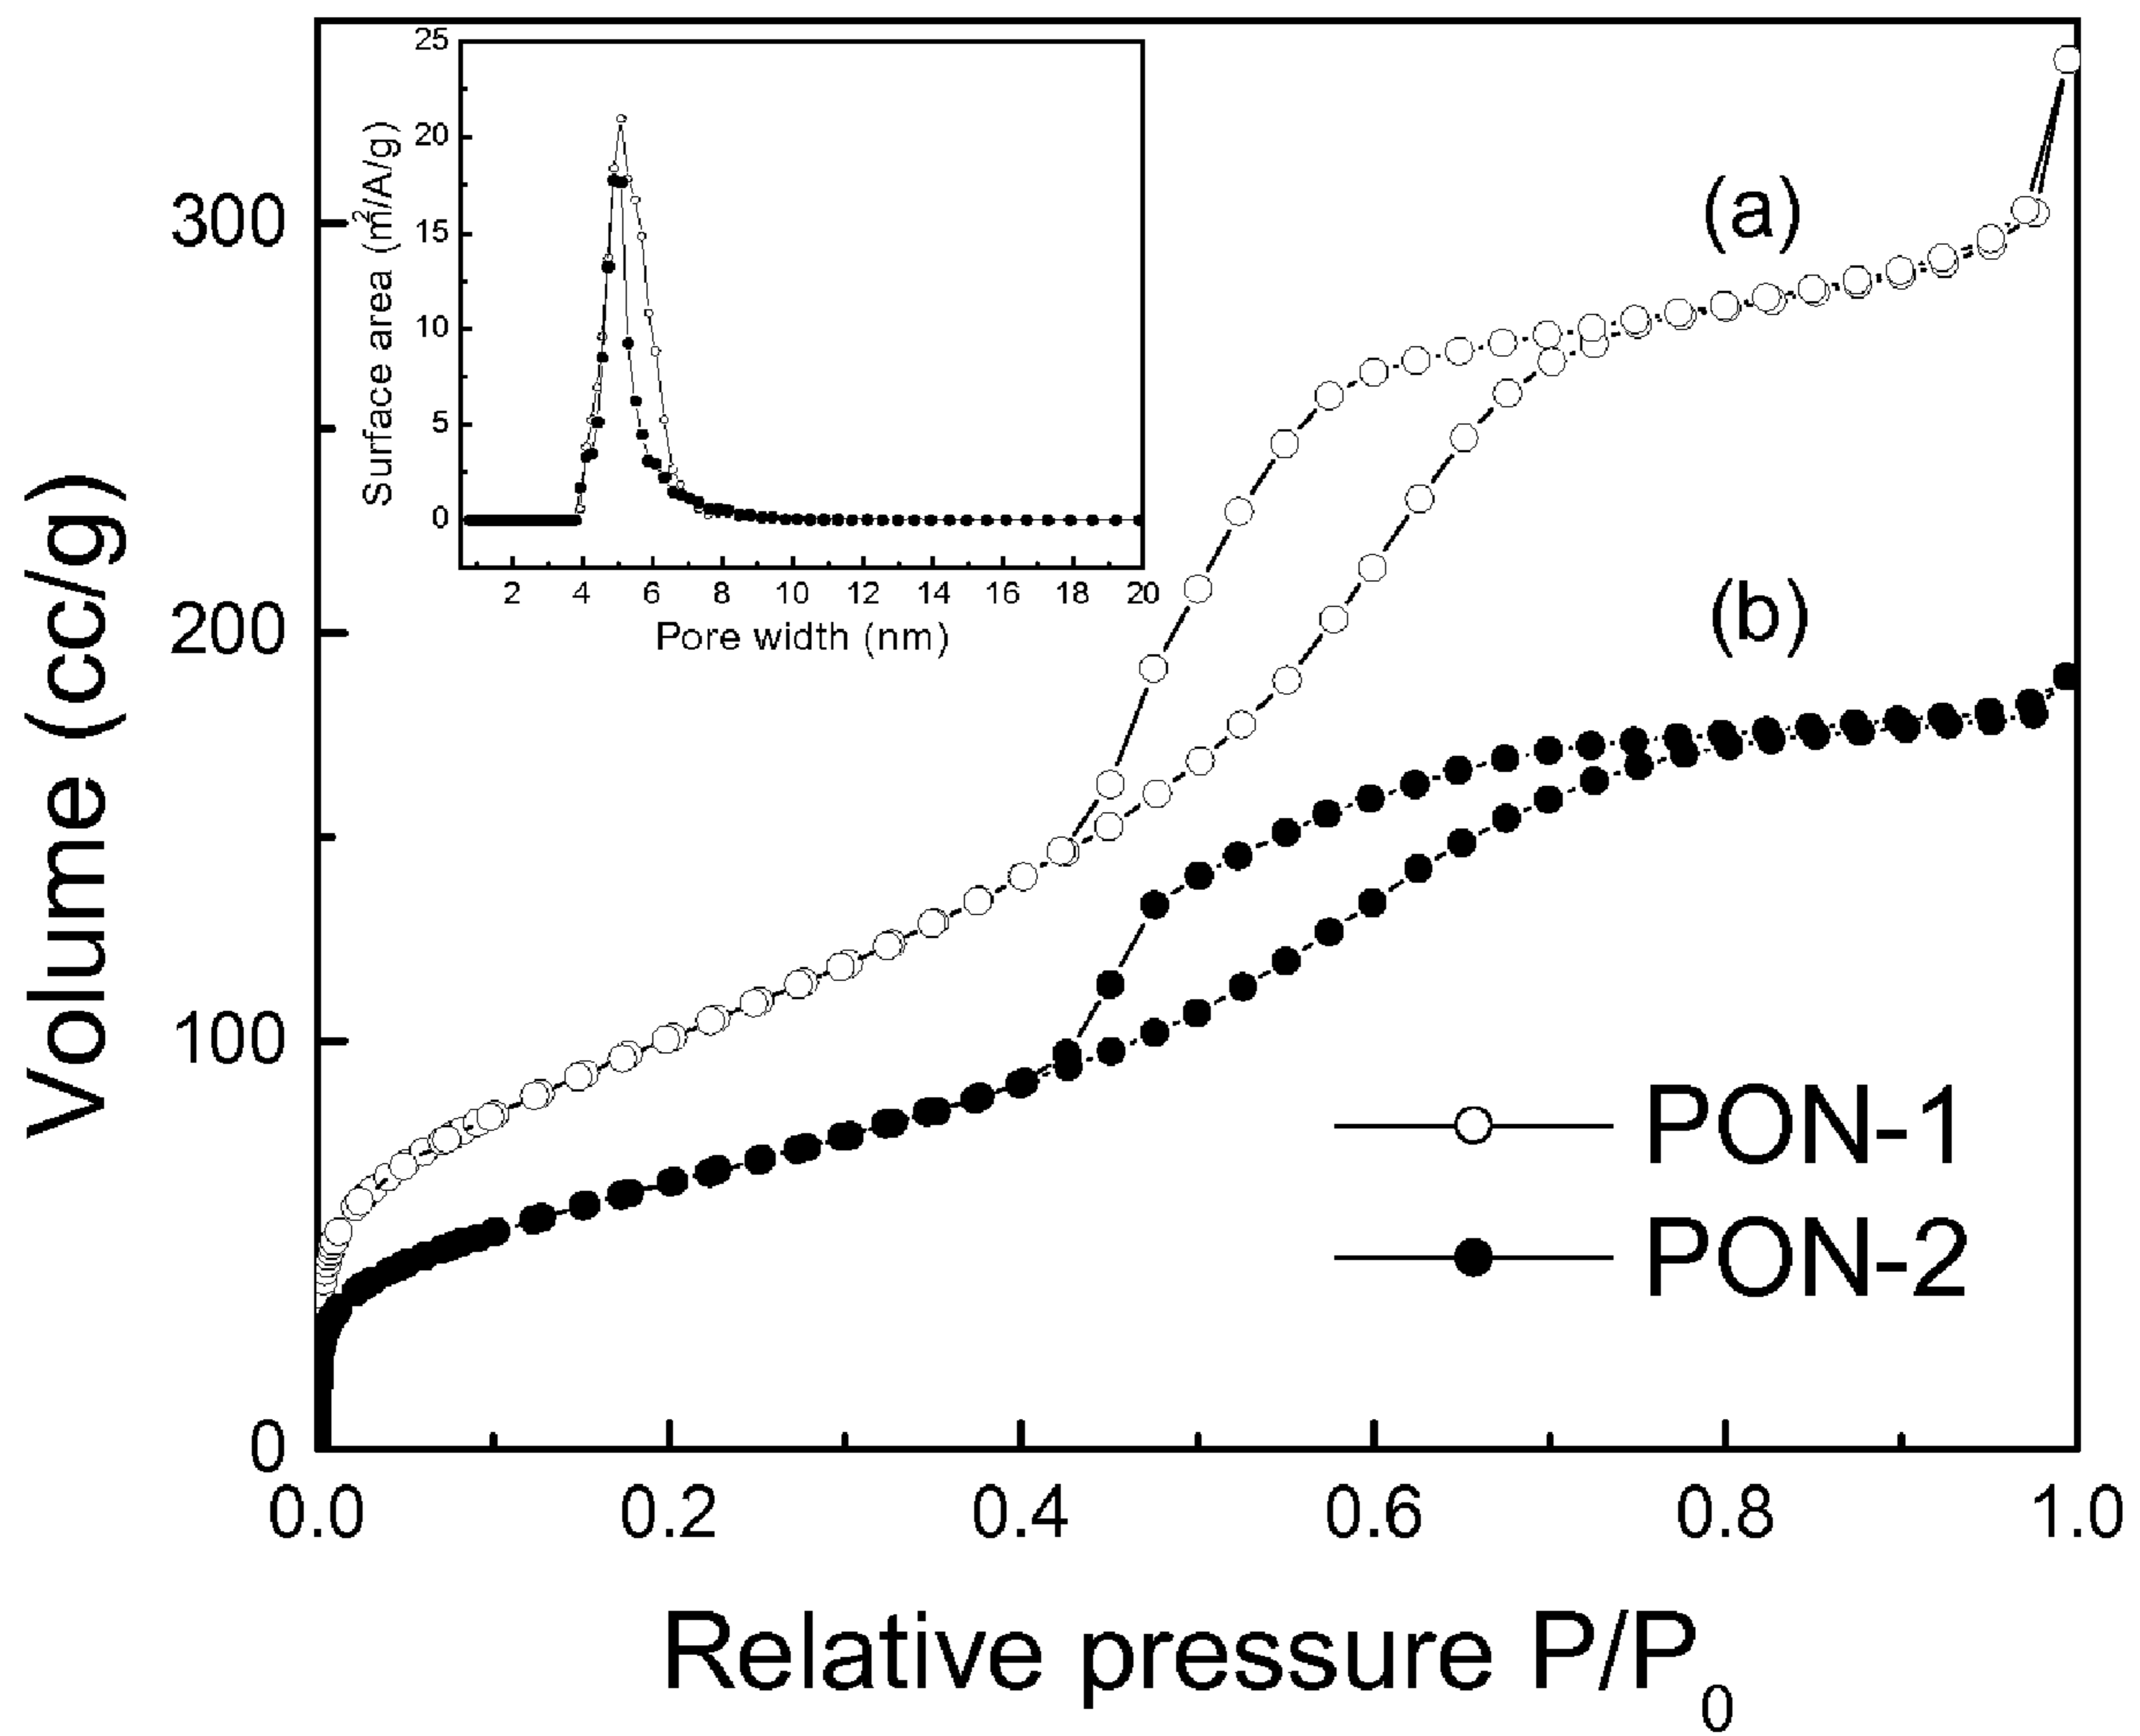 25
20
15
10
5
0
Surface area (m²/A/g)
2 4 6 8 10 12 14 16 18 20
Pore width (nm)
(a)
(b)
300
200
100
0
Volume (cc/g)
PON-1
PON-2
0.0 0.2 0.4 0.6 0.8 1.0
Relative pressure P/P₀